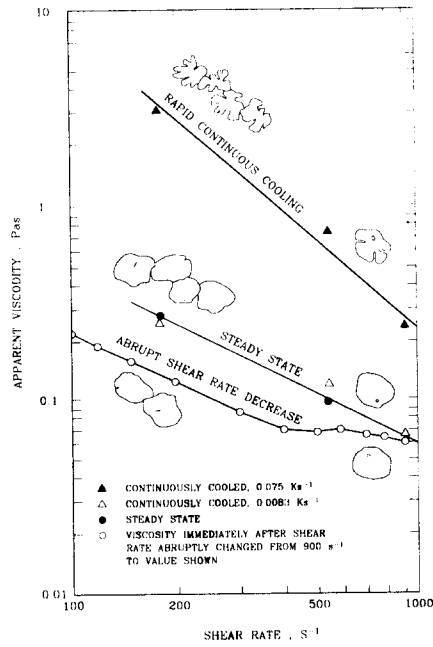 10
RAPID CONTINUOUS COOLING
1
APPARENT VISCODITY , Pas
STEADY STATE
ABRUPT SHEAR RATE DECREASE
0.1
▲ CONTINUOUSLY COOLED, 0.075 Ks⁻¹
△ CONTINUOUSLY COOLED, 0.0083 Ks⁻¹
● STEADY STATE
○ VISCOSITY IMMEDIATELY AFTER SHEAR
RATE ABRUPTLY CHANGED FROM 900 s⁻¹
TO VALUE SHOWN
0.01
100 200 500 1000
SHEAR RATE , S⁻¹